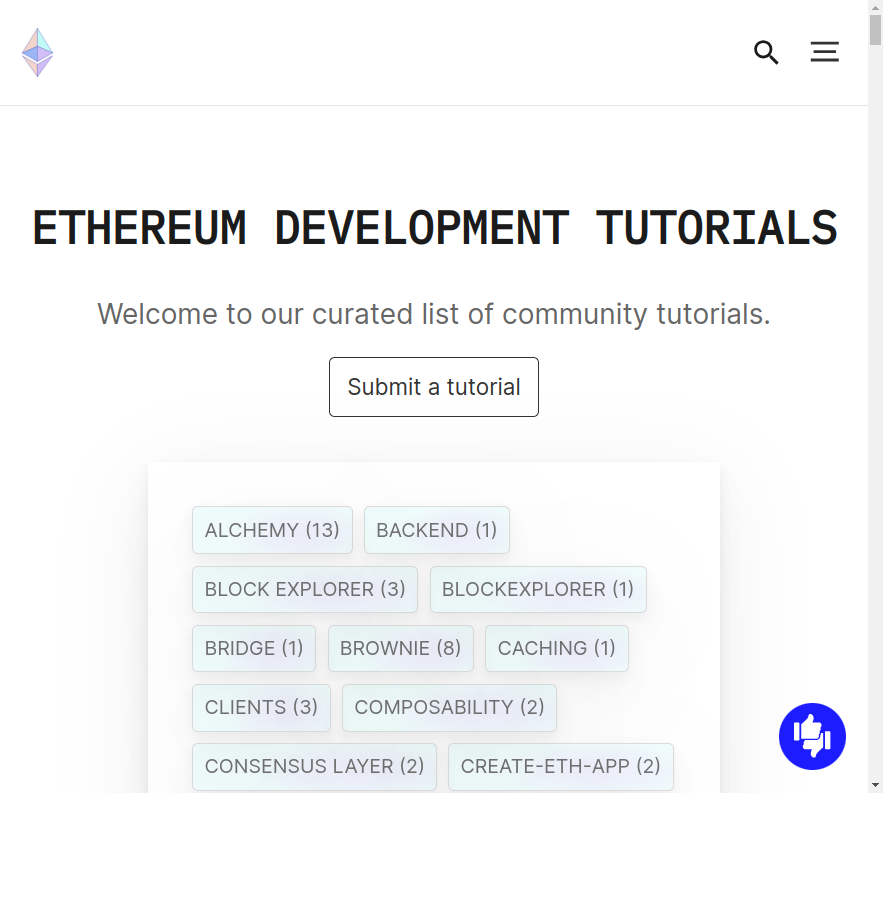 ETHEREUM DEVELOPMENT TUTORIALS
Welcome to our curated list of community tutorials.
Submit a tutorial
ALCHEMY (13) BACKEND (1)
BLOCK EXPLORER (3) BLOCKEXPLORER (1)
BRIDGE (1) BROWNIE (8) CACHING (1)
CLIENTS (3) COMPOSABILITY (2)
CONSENSUS LAYER (2) CREATE-ETH-APP (2)